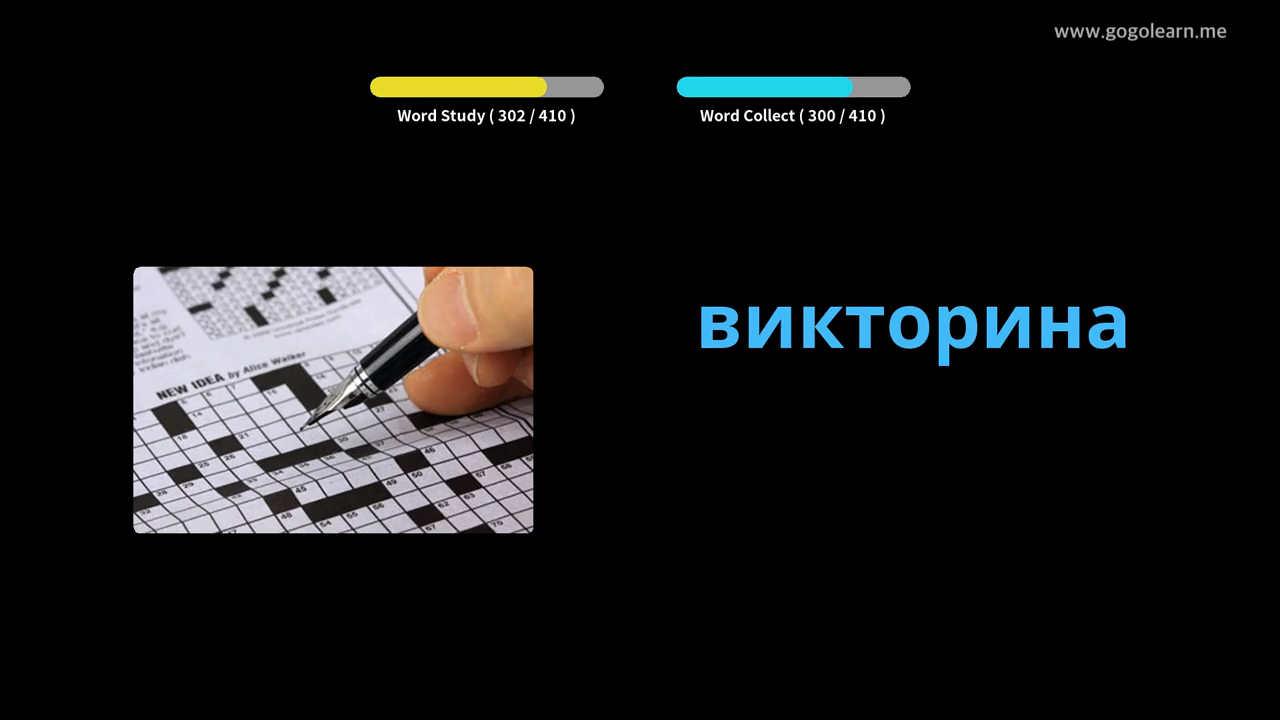 www.gogolearn.me
Word Study ( 302 / 410 )
Word Collect ( 300 / 410 )
викторина
NEW IDEA by Alice Walker